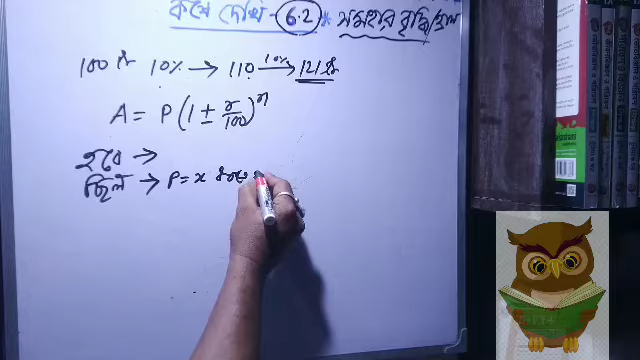 কষে দেখি - 6.2 * সমহার বৃদ্ধি/হ্রাস
100 টা 10% → 110 10%→ 121 টা
A = P(1 ± r/100)^n
হবে →
ছিল → P = x